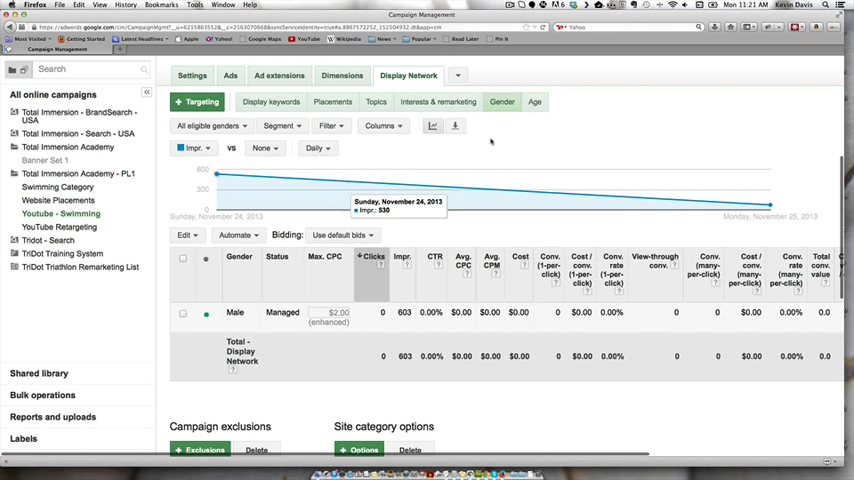 Firefox File Edit View History Bookmarks Tools Window Help
Mon 11:21 AM Kevin Davis
Campaign Management
Campaign Management
Most Visited Getting Started Latest Headlines Apple Yahoo! Google Maps YouTube Wikipedia News Popular Read Later Pin It
Yahoo
Search
All online campaigns
Total Immersion - BrandSearch -
USA
Total Immersion - Search - USA
Total Immersion Academy
Banner Set 1
Total Immersion Academy - PL1
Swimming Category
Website Placements
Youtube - Swimming
YouTube Retargeting
Tridot - Search
TriDot Training System
TriDot Triathlon Remarketing List
Shared library
Bulk operations
Reports and uploads
Labels
Settings Ads Ad extensions Dimensions Display Network
+ Targeting Display keywords Placements Topics Interests & remarketing Gender Age
All eligible genders Segment Filter Columns
Impr. VS None Daily
600
300
0
Sunday, November 24, 2013
Impr.: 530
Sunday, November 24, 2013 Monday, November 25, 2013
Edit Automate Bidding: Use default bids
Gender Status Max. CPC Clicks ? Impr. ? CTR ? Avg. CPC ? Avg. CPM ? Cost ? Conv. (1-per-click) ? Cost / conv. (1-per-click) ? Conv. rate (1-per-click) ? View-through conv. ? Conv. (many-per-click) ? Cost / conv. (many-per-click) ? Conv. rate (many-per-click) ? Total conv. value
Male Managed $2.00 (enhanced) 0 603 0.00% $0.00 $0.00 $0.00 0 $0.00 0.00% 0 0 $0.00 0.00% 0.0
Total - Display Network ? 0 603 0.00% $0.00 $0.00 $0.00 0 $0.00 0.00% 0 0 $0.00 0.00% 0.0
Campaign exclusions Site category options
+ Exclusions Delete + Options Delete